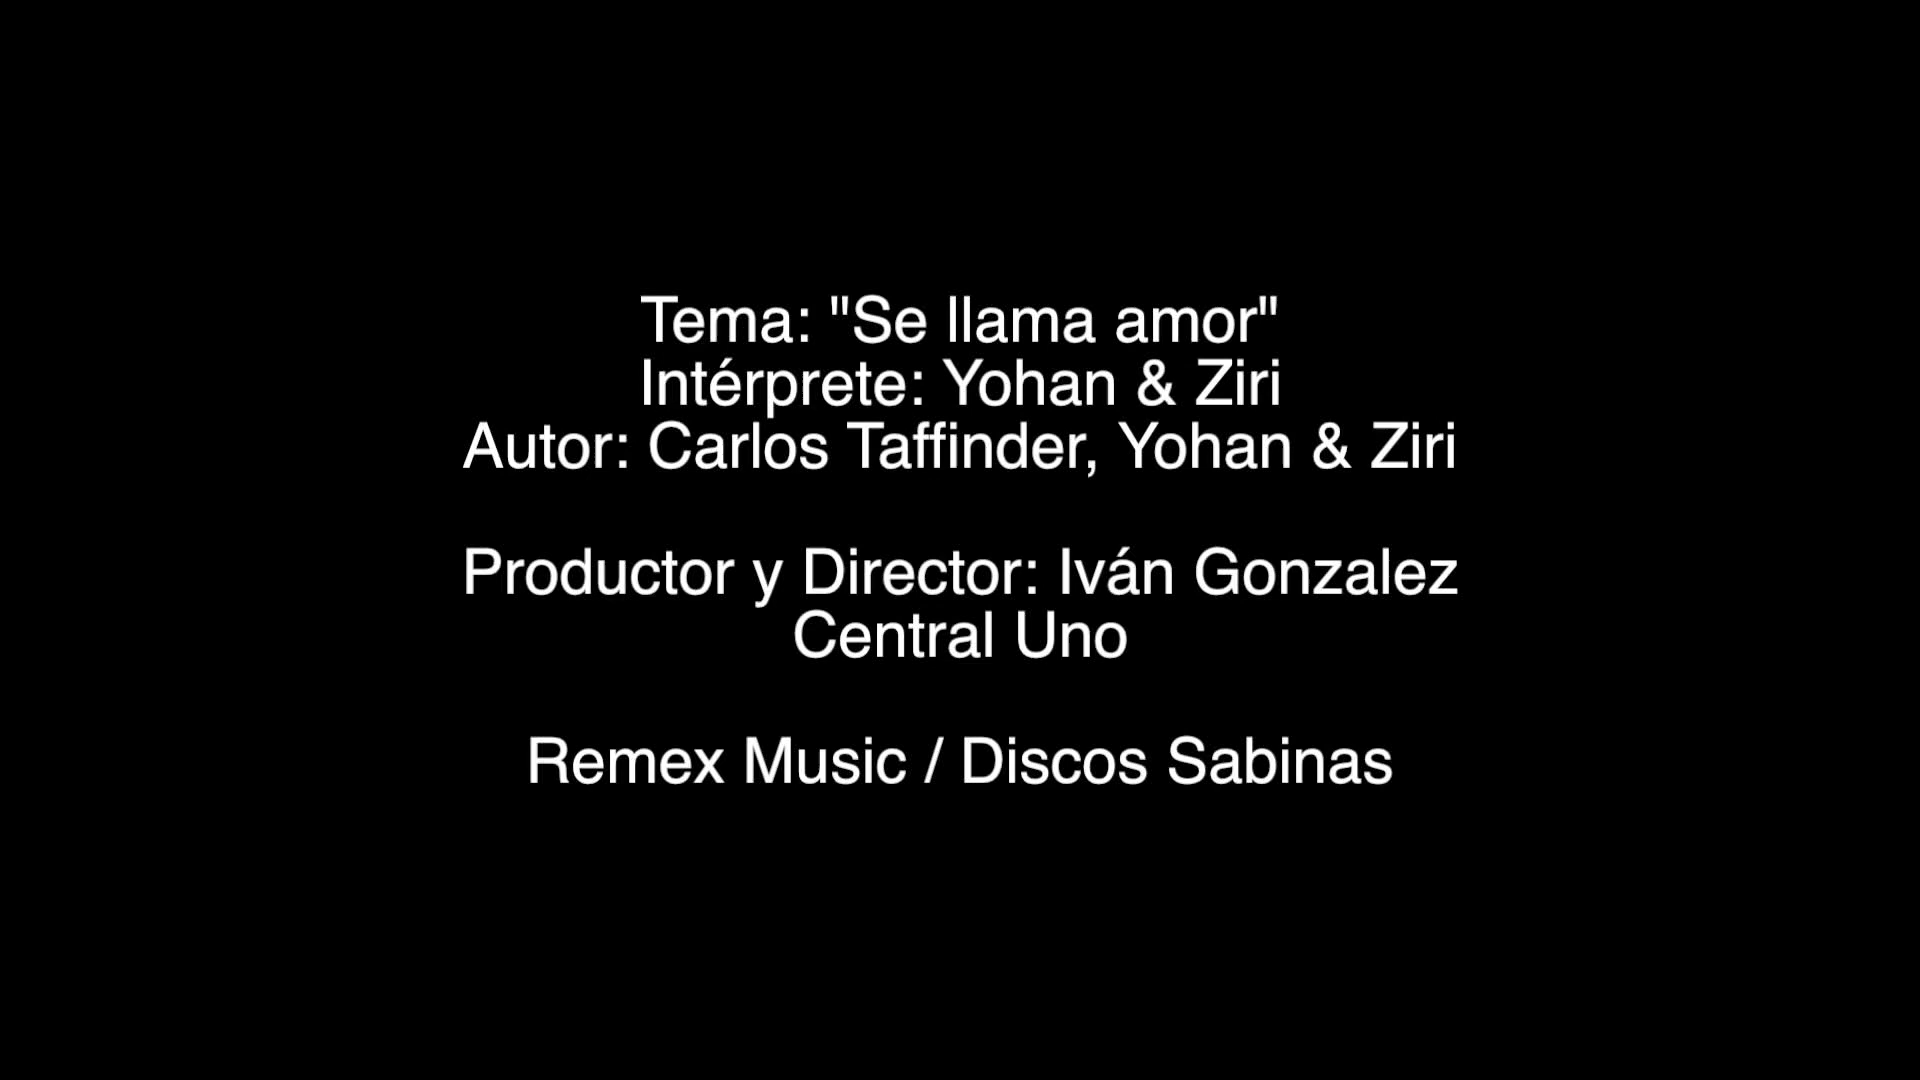 Tema: "Se llama amor"
Intérprete: Yohan & Ziri
Autor: Carlos Taffinder, Yohan & Ziri
Productor y Director: Iván Gonzalez
Central Uno
Remex Music / Discos Sabinas